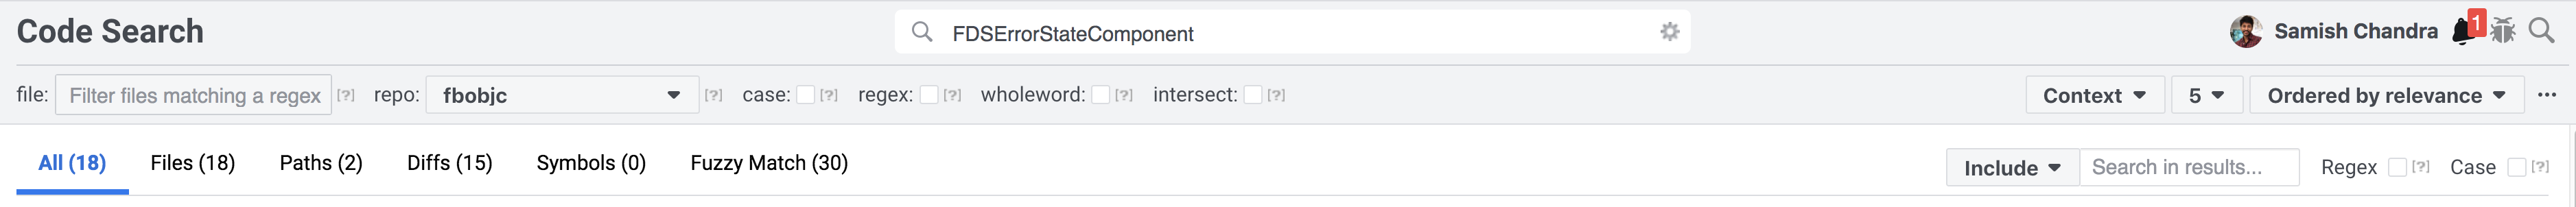 Code Search
FDSErrorStateComponent
Samish Chandra
1
file: Filter files matching a regex [?] repo: fbobjc [?] case: [?] regex: [?] wholeword: [?] intersect: [?] Context 5 Ordered by relevance ...
All (18) Files (18) Paths (2) Diffs (15) Symbols (0) Fuzzy Match (30) Include Search in results... Regex [?] Case [?]